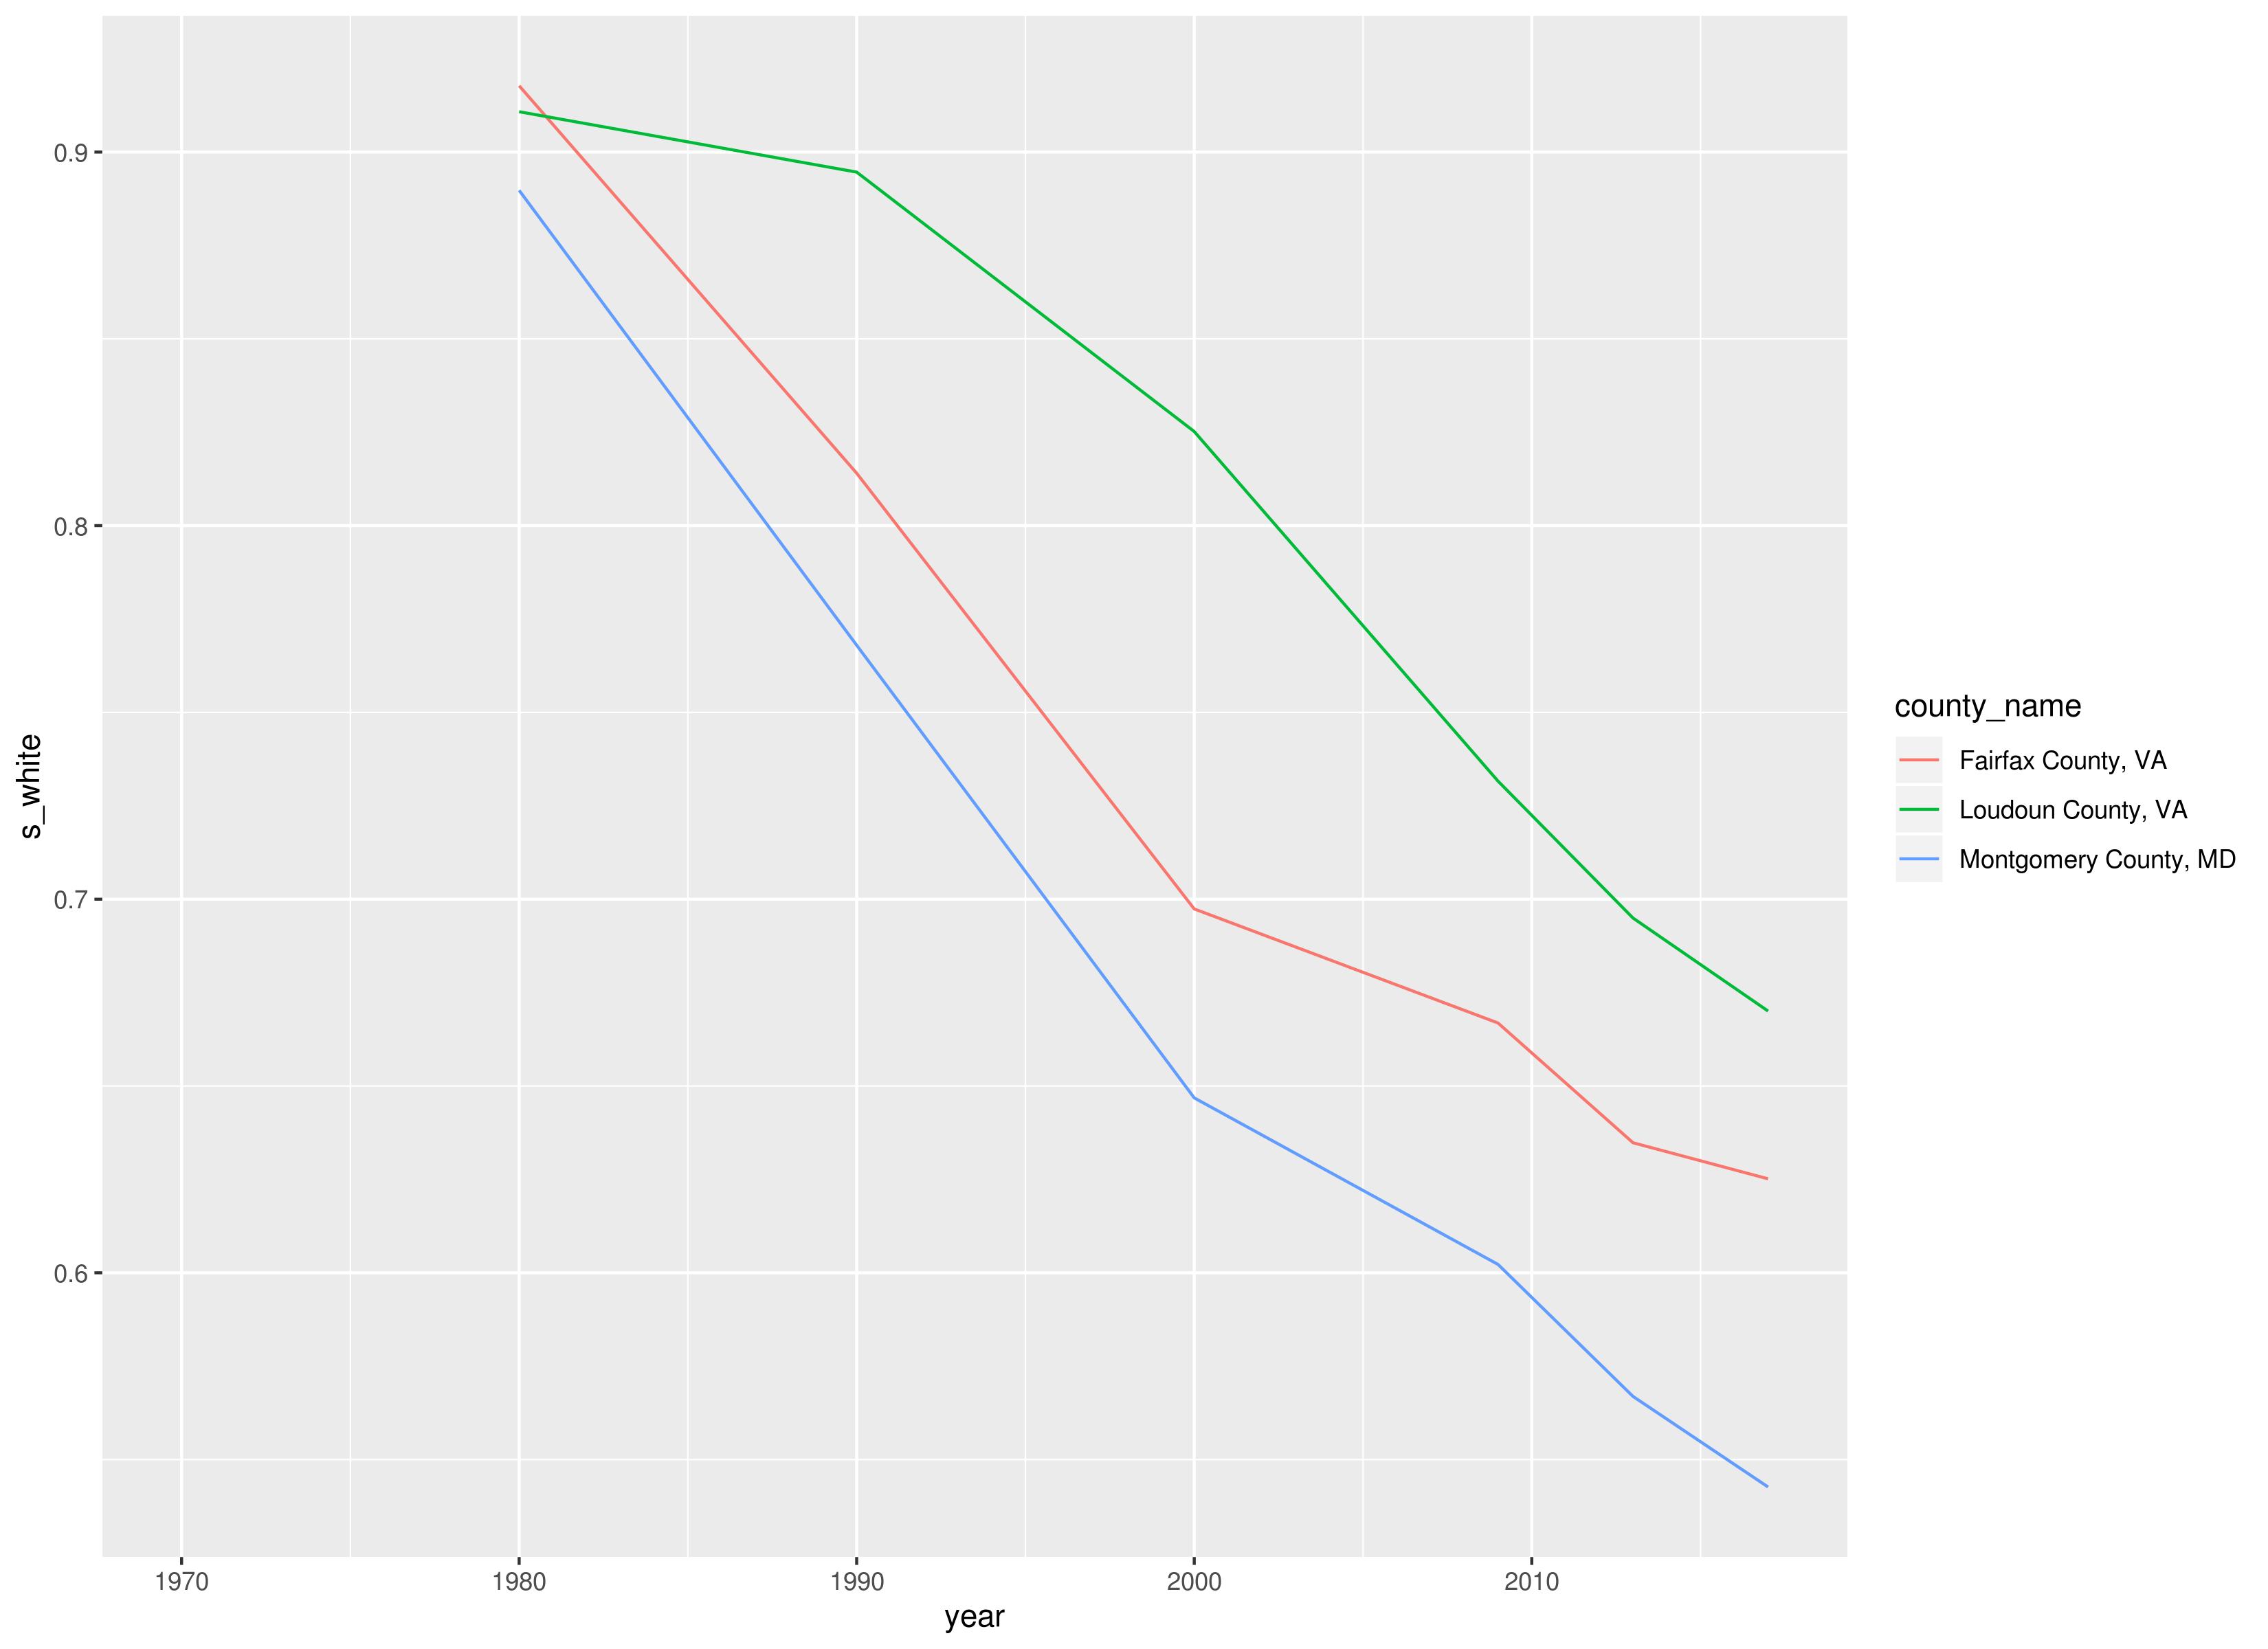 s_white
0.9
0.8
0.7
0.6
1970 1980 1990 2000 2010
year
county_name
Fairfax County, VA
Loudoun County, VA
Montgomery County, MD